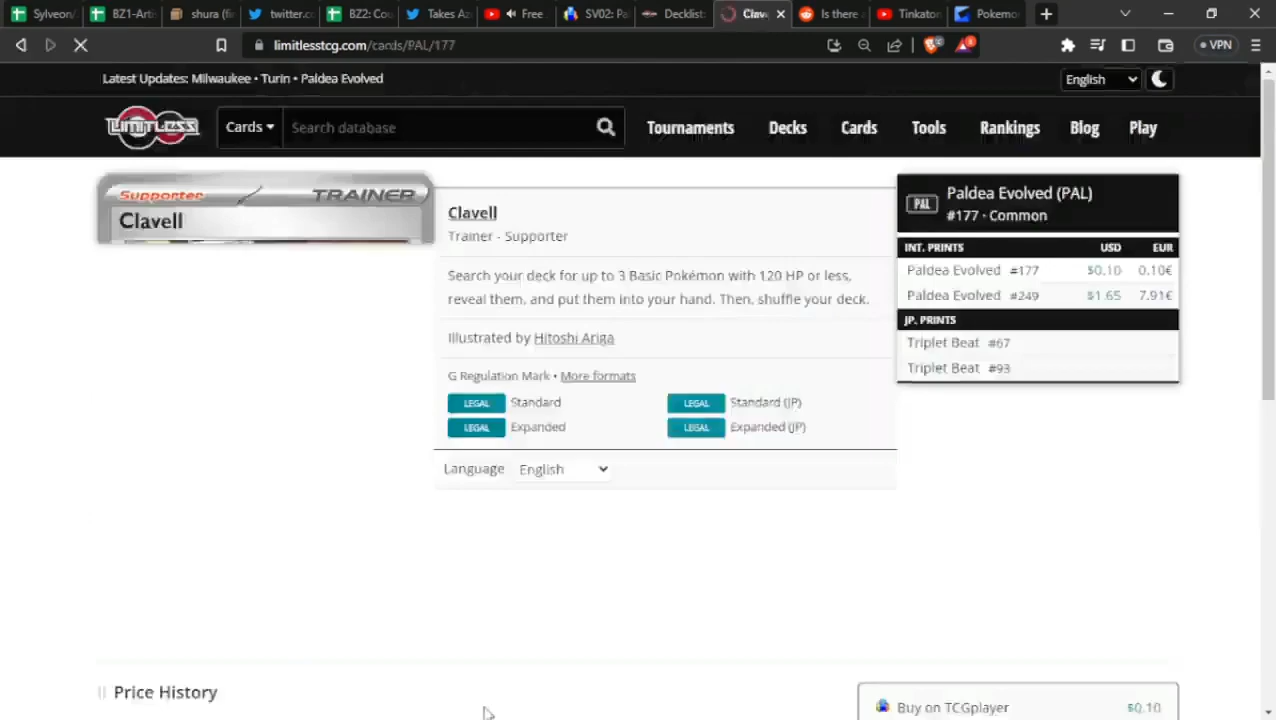 Sylveon/
BZ1-Arte
shura (fi
twitter.c
BZ2: Cou
Takes Az
Free
SV02: Pa
Decklist
Clav
Is there a
Tinkaton
Pokemo
limitlesstcg.com/cards/PAL/177
VPN
Latest Updates: Milwaukee • Turin • Paldea Evolved
English
LIMITLESS
Cards
Search database
Tournaments
Decks
Cards
Tools
Rankings
Blog
Play
Supporter
TRAINER
Clavell
Clavell
Trainer - Supporter
Search your deck for up to 3 Basic Pokémon with 120 HP or less,
reveal them, and put them into your hand. Then, shuffle your deck.
Illustrated by Hitoshi Ariga
G Regulation Mark • More formats
LEGAL Standard
LEGAL Standard (JP)
LEGAL Expanded
LEGAL Expanded (JP)
Language English
PAL
Paldea Evolved (PAL)
#177 · Common
INT. PRINTS USD EUR
Paldea Evolved #177 $0.10 0.10€
Paldea Evolved #249 $1.65 7.91€
JP. PRINTS
Triplet Beat #67
Triplet Beat #93
Price History
Buy on TCGplayer $0.10